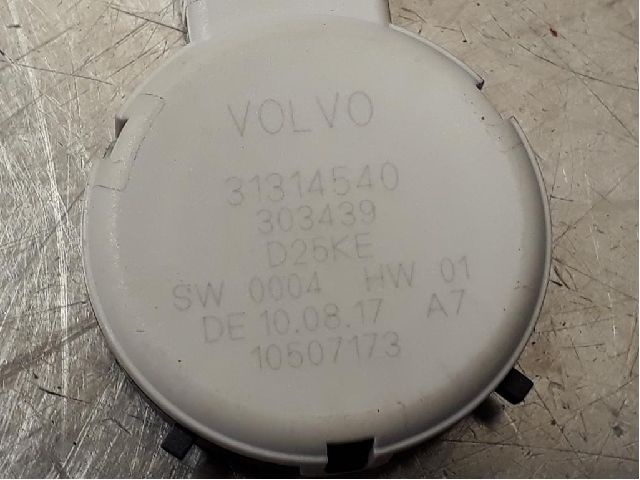 VOLVO
31314540
303439
D25KE
SW 0004 HW 01
DE 10.08.17 A7
10507173